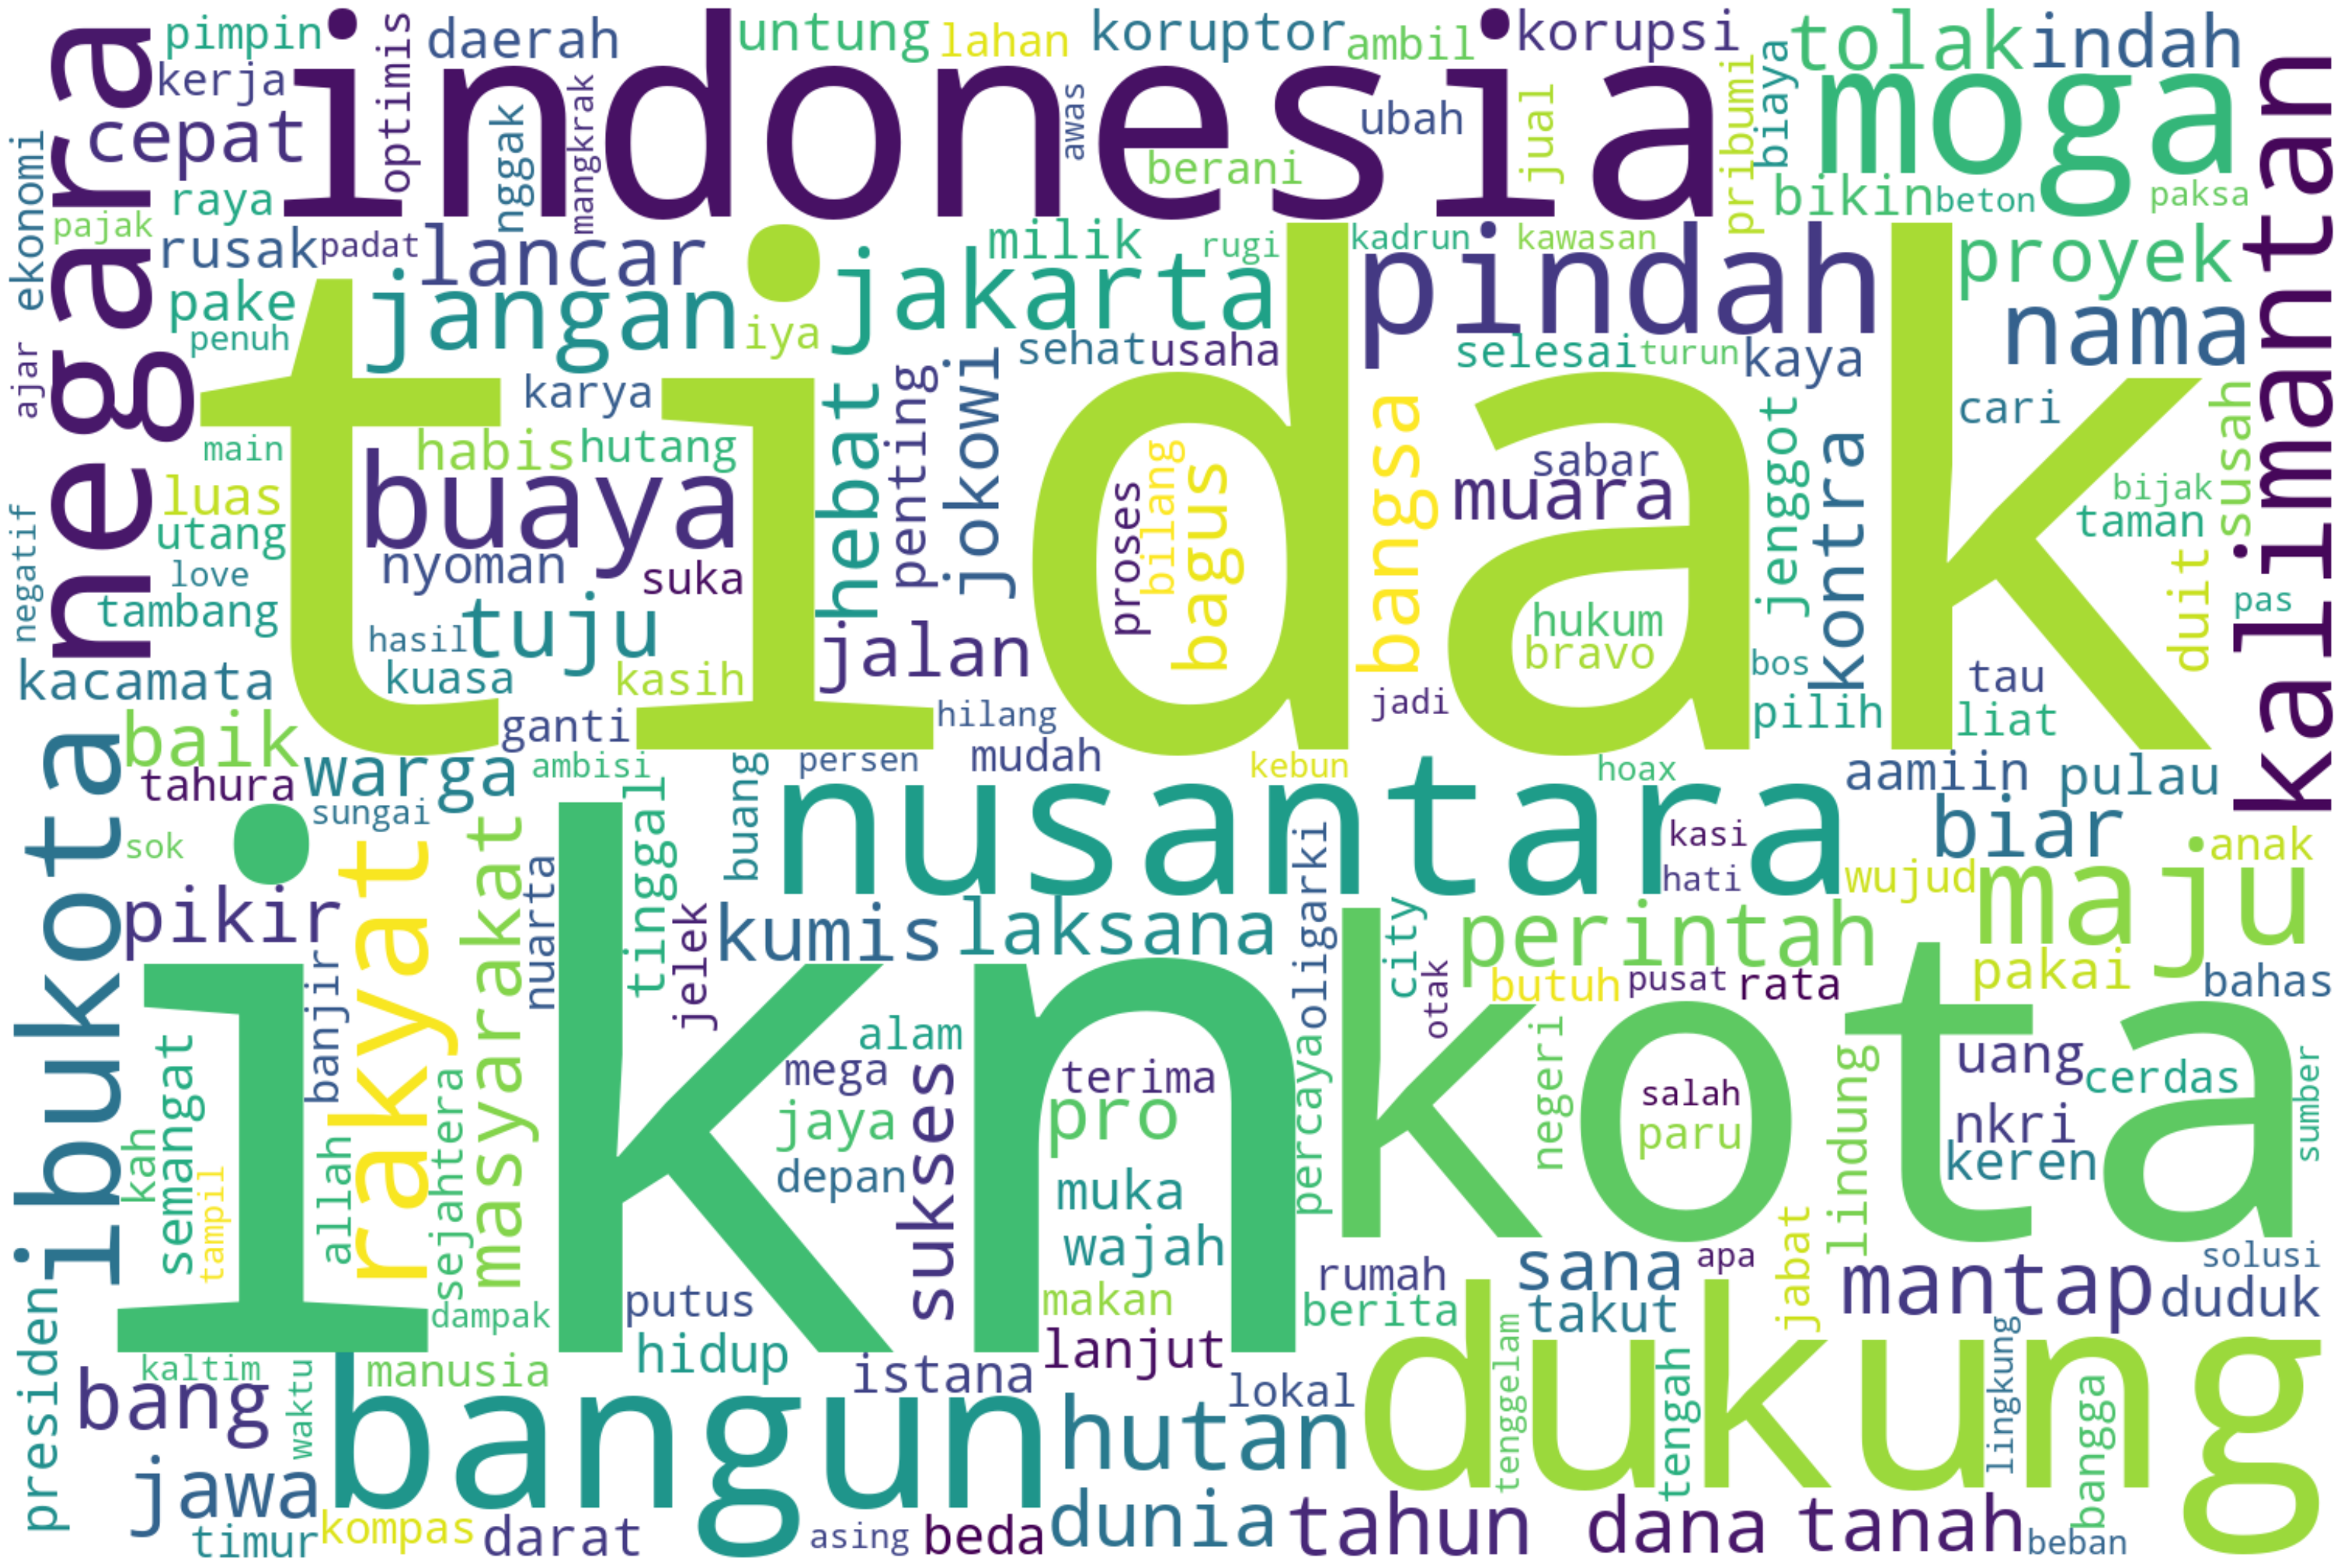 pimpin
optimis
daerah
untung
lahan
koruptor
ambil
korupsi
tolak
indah
kerja
indonesia
moga
negara
cepat
nggak
mangkrak
awas
ubah
jual
pribumi
biaya
kalimantan
ekonomi
berani
raya
pajak
bikin
beton
paksa
rusak
padat
lancar
milik
rugi
kadrun
kawasan
pindah
proyek
pake
jangan
iya
jakarta
nama
penuh
sehat
usaha
selesai
turun
kaya
ajar
tidak
karya
hebat
penting
jokowi
bangsa
jenggot
cari
susah
main
habis
hutang
buaya
bilang
bagus
proses
sabar
muara
kontra
bijak
luas
utang
taman
negatif
love
nyoman
suka
duit
pas
tambang
tuju
hukum
hasil
jalan
bravo
kacamata
kuasa
kasih
bos
tau
jadi
pilih
liat
baik
ganti
hilang
mudah
ibukota
tahura
warga
ambisi
persen
kebun
hoax
aamiin
pulau
sungai
buang
nusantara
tinggal
biar
sok
rakyat
masyarakat
kasi
anak
hati
wujud
maju
pikir
nuarta
jelek
kumis
laksana
oligarki
city
perintah
otak
butuh
pusat
rata
pakai
bahas
ikn
banjir
kota
semangat
alam
mega
terima
negeri
lindung
uang
cerdas
sumber
sejahtera
jaya
pro
sukses
percaya
salah
paru
nkri
kah
allah
tampil
depan
muka
keren
wajah
presiden
putus
makan
rumah
sana
apa
jabat
solusi
dampak
berita
takut
mantap
duduk
hidup
lanjut
dukung
kaltim
manusia
istana
lokal
bang
waktu
bangun
hutan
tenggelam
tengah
lingkung
bangga
jawa
timur
kompas
darat
asing
beda
dunia
tahun
dana
tanah
beban